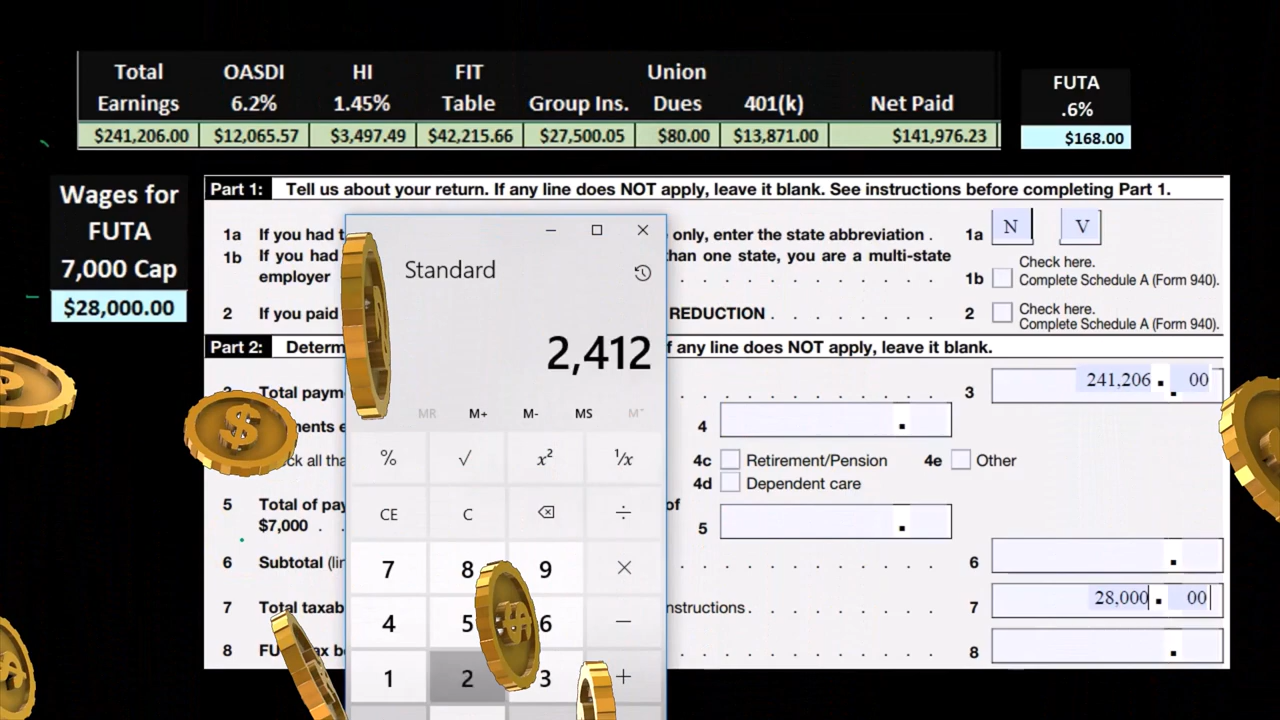 Total OASDI HI FIT Union
Earnings 6.2% 1.45% Table Group Ins. Dues 401(k) Net Paid
$241,206.00 $12,065.57 $3,497.49 $42,215.66 $27,500.05 $80.00 $13,871.00 $141,976.23
FUTA
.6%
$168.00
Wages for
FUTA
7,000 Cap
$28,000.00
Part 1: Tell us about your return. If any line does NOT apply, leave it blank. See instructions before completing Part 1.
1a If you had only, enter the state abbreviation . 1a N V
1b If you had than one state, you are a multi-state
employer 1b Check here.
Complete Schedule A (Form 940).
2 If you paid REDUCTION 2 Check here.
Complete Schedule A (Form 940).
Part 2: If any line does NOT apply, leave it blank.
3 Total 3 241,206 . 00
4 .
4c Retirement/Pension 4e Other
4d Dependent care
5 Total of of
$7,000 . 5 .
6 Subtotal 6 .
7 Total instructions 7 28,000 . 00
8 8 .
Standard
2,412
MR M+ M- MS
% √ x² ¹/x
CE C ÷
7 8 9 ×
4 5 6 −
1 2 3 +